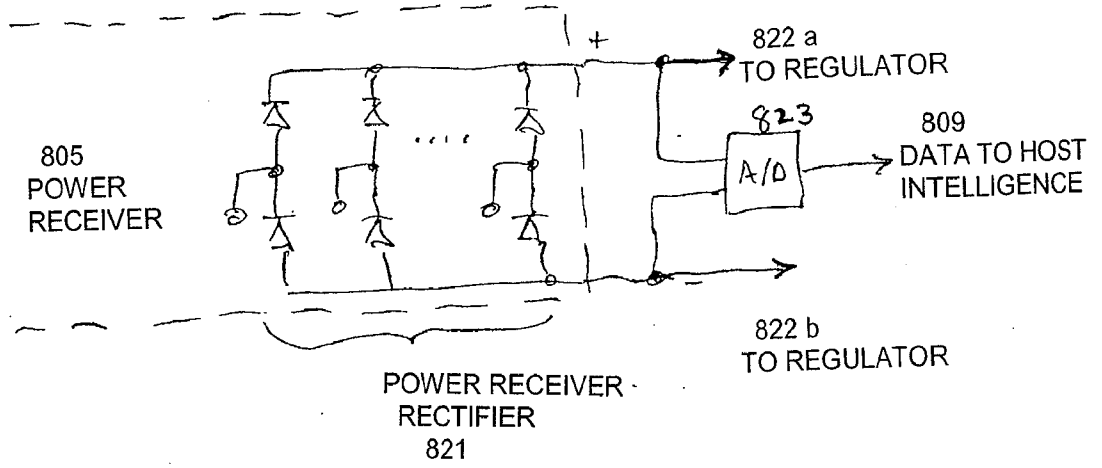 +
822 a
TO REGULATOR
823
A/D
809
DATA TO HOST
INTELLIGENCE
805
POWER
RECEIVER
....
-
822 b
TO REGULATOR
POWER RECEIVER
RECTIFIER
821